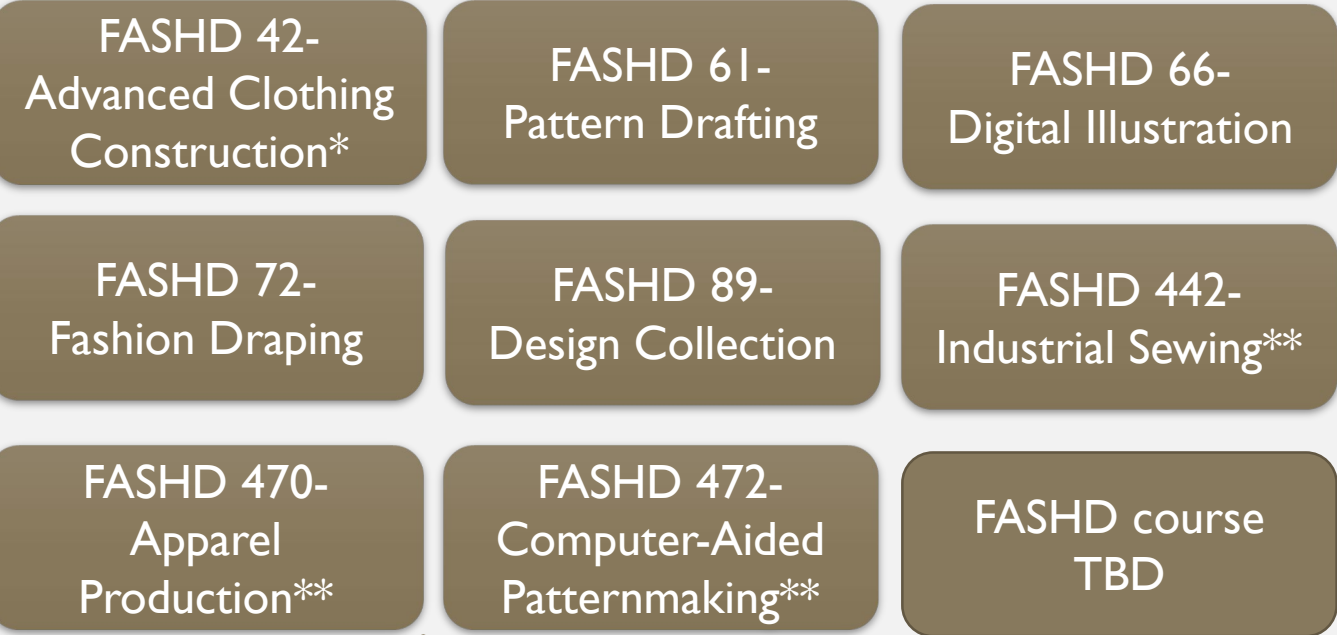 FASHD 42-
Advanced Clothing
Construction*
FASHD 61-
Pattern Drafting
FASHD 66-
Digital Illustration
FASHD 72-
Fashion Draping
FASHD 89-
Design Collection
FASHD 442-
Industrial Sewing**
FASHD 470-
Apparel
Production**
FASHD 472-
Computer-Aided
Patternmaking**
FASHD course
TBD